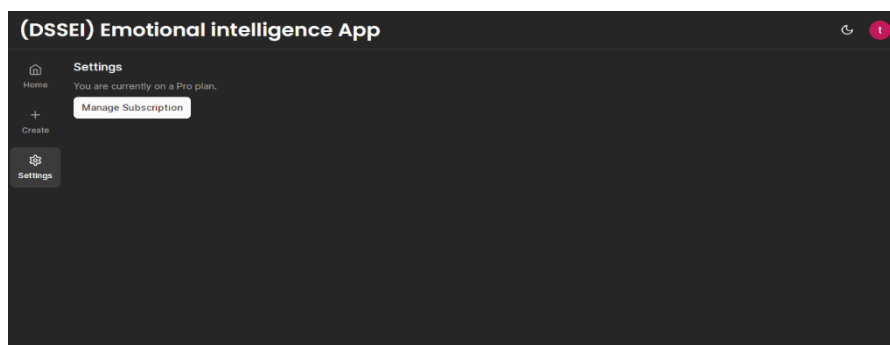 (DSSEI) Emotional intelligence App
t
Home
Create
Settings
Settings
You are currently on a Pro plan.
Manage Subscription